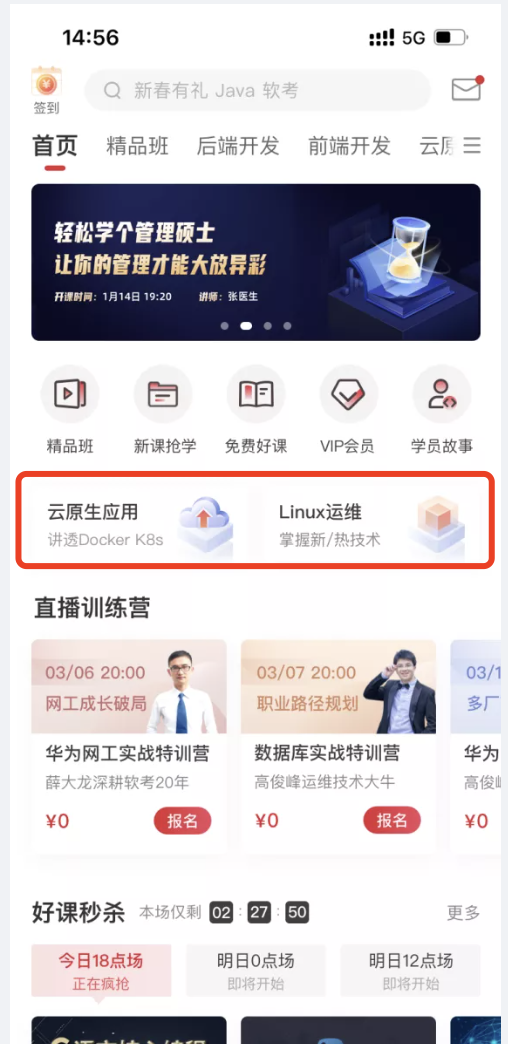 14:56
5G
签到
新春有礼 Java 软考
首页 精品班 后端开发 前端开发 云原
轻松学个管理硕士
让你的管理才能大放异彩
开课时间：1月14日 19:20 讲师：张医生
精品班 新课抢学 免费好课 VIP会员 学员故事
云原生应用 Linux运维
讲透Docker K8s 掌握新/热技术
直播训练营
03/06 20:00 03/07 20:00 03/1
网工成长破局 职业路径规划 多厂
华为网工实战特训营 数据库实战特训营 华为
薛大龙深耕软考20年 高俊峰运维技术大牛 高俊
¥0 报名 ¥0 报名 ¥0
好课秒杀 本场仅剩 02 : 27 : 50 更多
今日18点场 明日0点场 明日12点场
正在疯抢 即将开始 即将开始